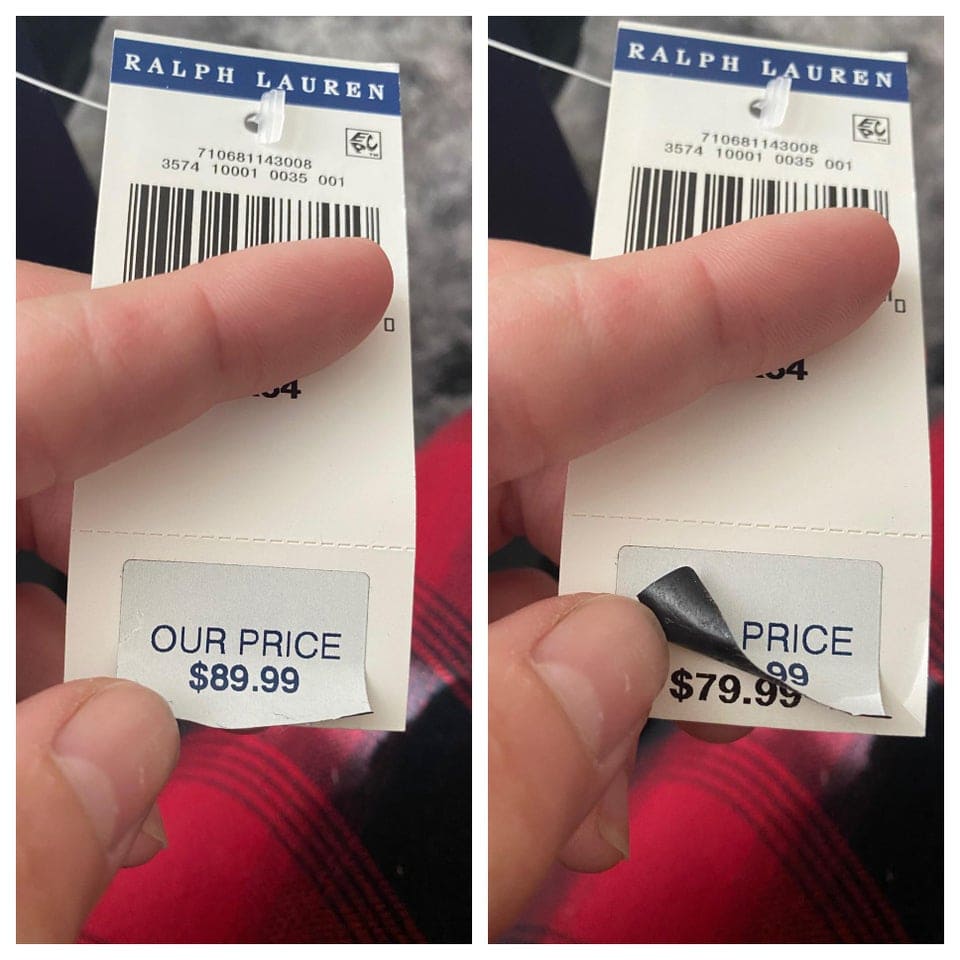 RALPH LAUREN
710681143008
3574 10001 0035 001
OUR PRICE
$89.99
RALPH LAUREN
710681143008
3574 10001 0035 001
PRICE
99
$79.99